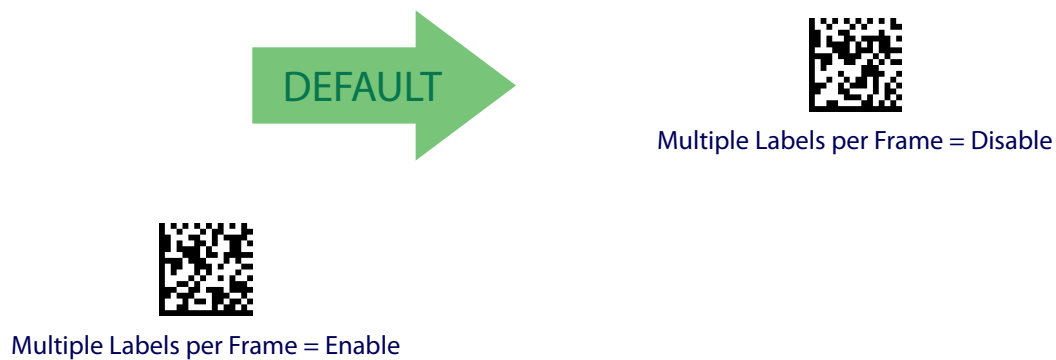 DEFAULT
Multiple Labels per Frame = Disable
Multiple Labels per Frame = Enable